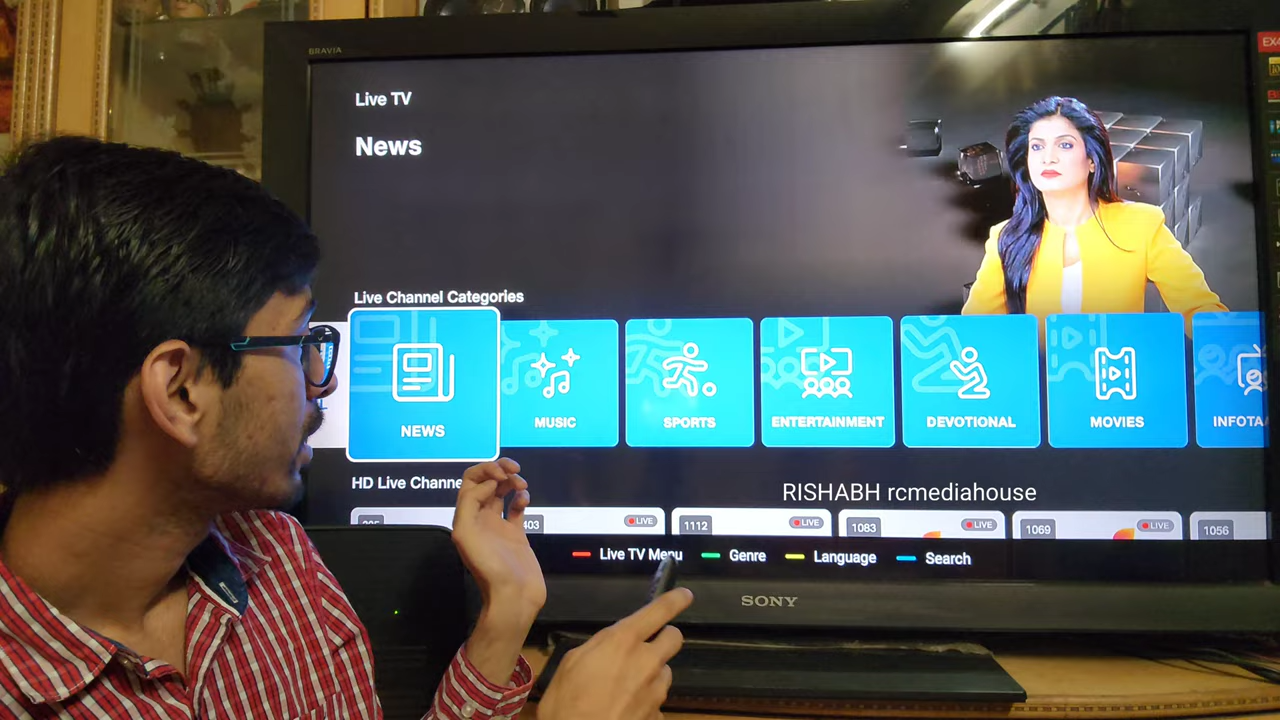 BRAVIA
Live TV
News
Live Channel Categories
NEWS
MUSIC
SPORTS
ENTERTAINMENT
DEVOTIONAL
MOVIES
HD Live Channe
RISHABH rcmediahouse
403 LIVE
1112 LIVE
1083 LIVE
1069 LIVE
1056
Live TV Menu Genre Language Search
SONY